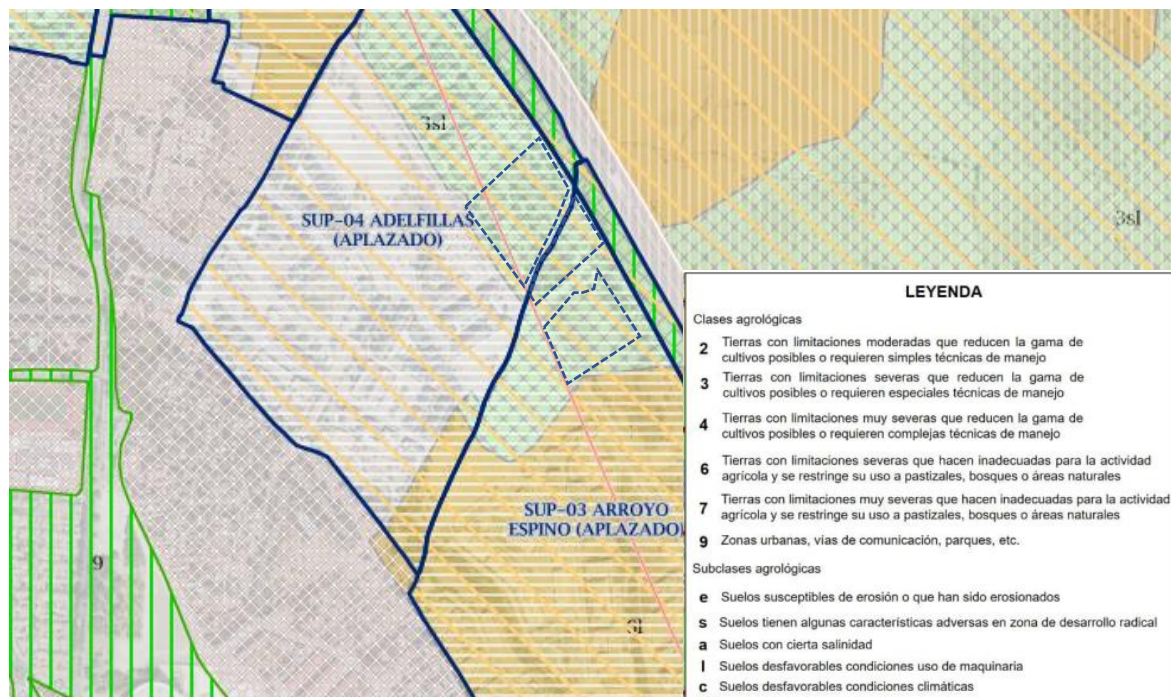 3sl
SUP-04 ADELFILLAS
(APLAZADO)
3sl
9
SUP-03 ARROYO
ESPINO (APLAZADO)
LEYENDA
Clases agrológicas
2 Tierras con limitaciones moderadas que reducen la gama de
cultivos posibles o requieren simples técnicas de manejo
3 Tierras con limitaciones severas que reducen la gama de
cultivos posibles o requieren especiales técnicas de manejo
4 Tierras con limitaciones muy severas que reducen la gama de
cultivos posibles o requieren complejas técnicas de manejo
6 Tierras con limitaciones severas que hacen inadecuadas para la actividad
agrícola y se restringe su uso a pastizales, bosques o áreas naturales
7 Tierras con limitaciones muy severas que hacen inadecuadas para la actividad
agrícola y se restringe su uso a pastizales, bosques o áreas naturales
9 Zonas urbanas, vías de comunicación, parques, etc.
Subclases agrológicas
e Suelos susceptibles de erosión o que han sido erosionados
s Suelos tienen algunas características adversas en zona de desarrollo radical
a Suelos con cierta salinidad
l Suelos desfavorables condiciones uso de maquinaria
c Suelos desfavorables condiciones climáticas